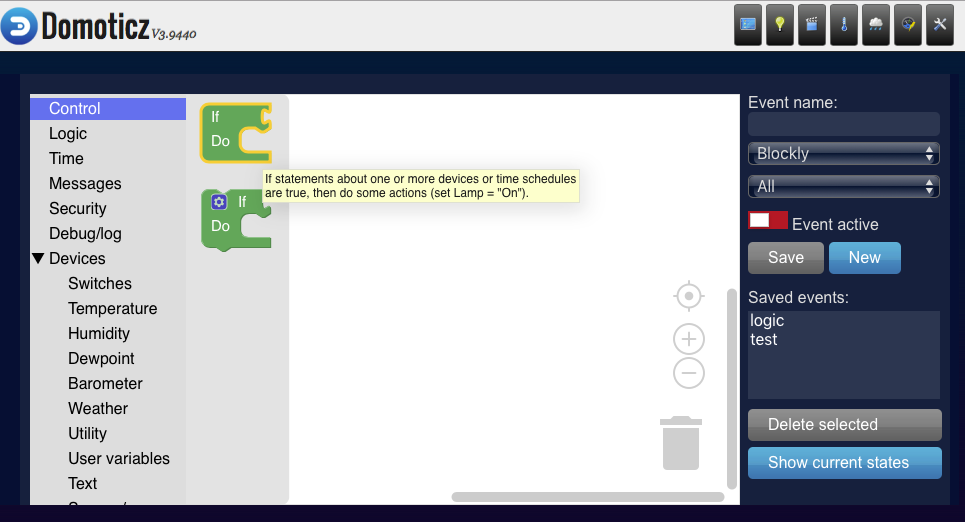 Domoticz V3.9440
Control
Logic
Time
Messages
Security
Debug/log
Devices
Switches
Temperature
Humidity
Dewpoint
Barometer
Weather
Utility
User variables
Text
If
Do
If statements about one or more devices or time schedules
are true, then do some actions (set Lamp = "On").
If
Do
Event name:
Blockly
All
Event active
Save
New
Saved events:
logic
test
Delete selected
Show current states